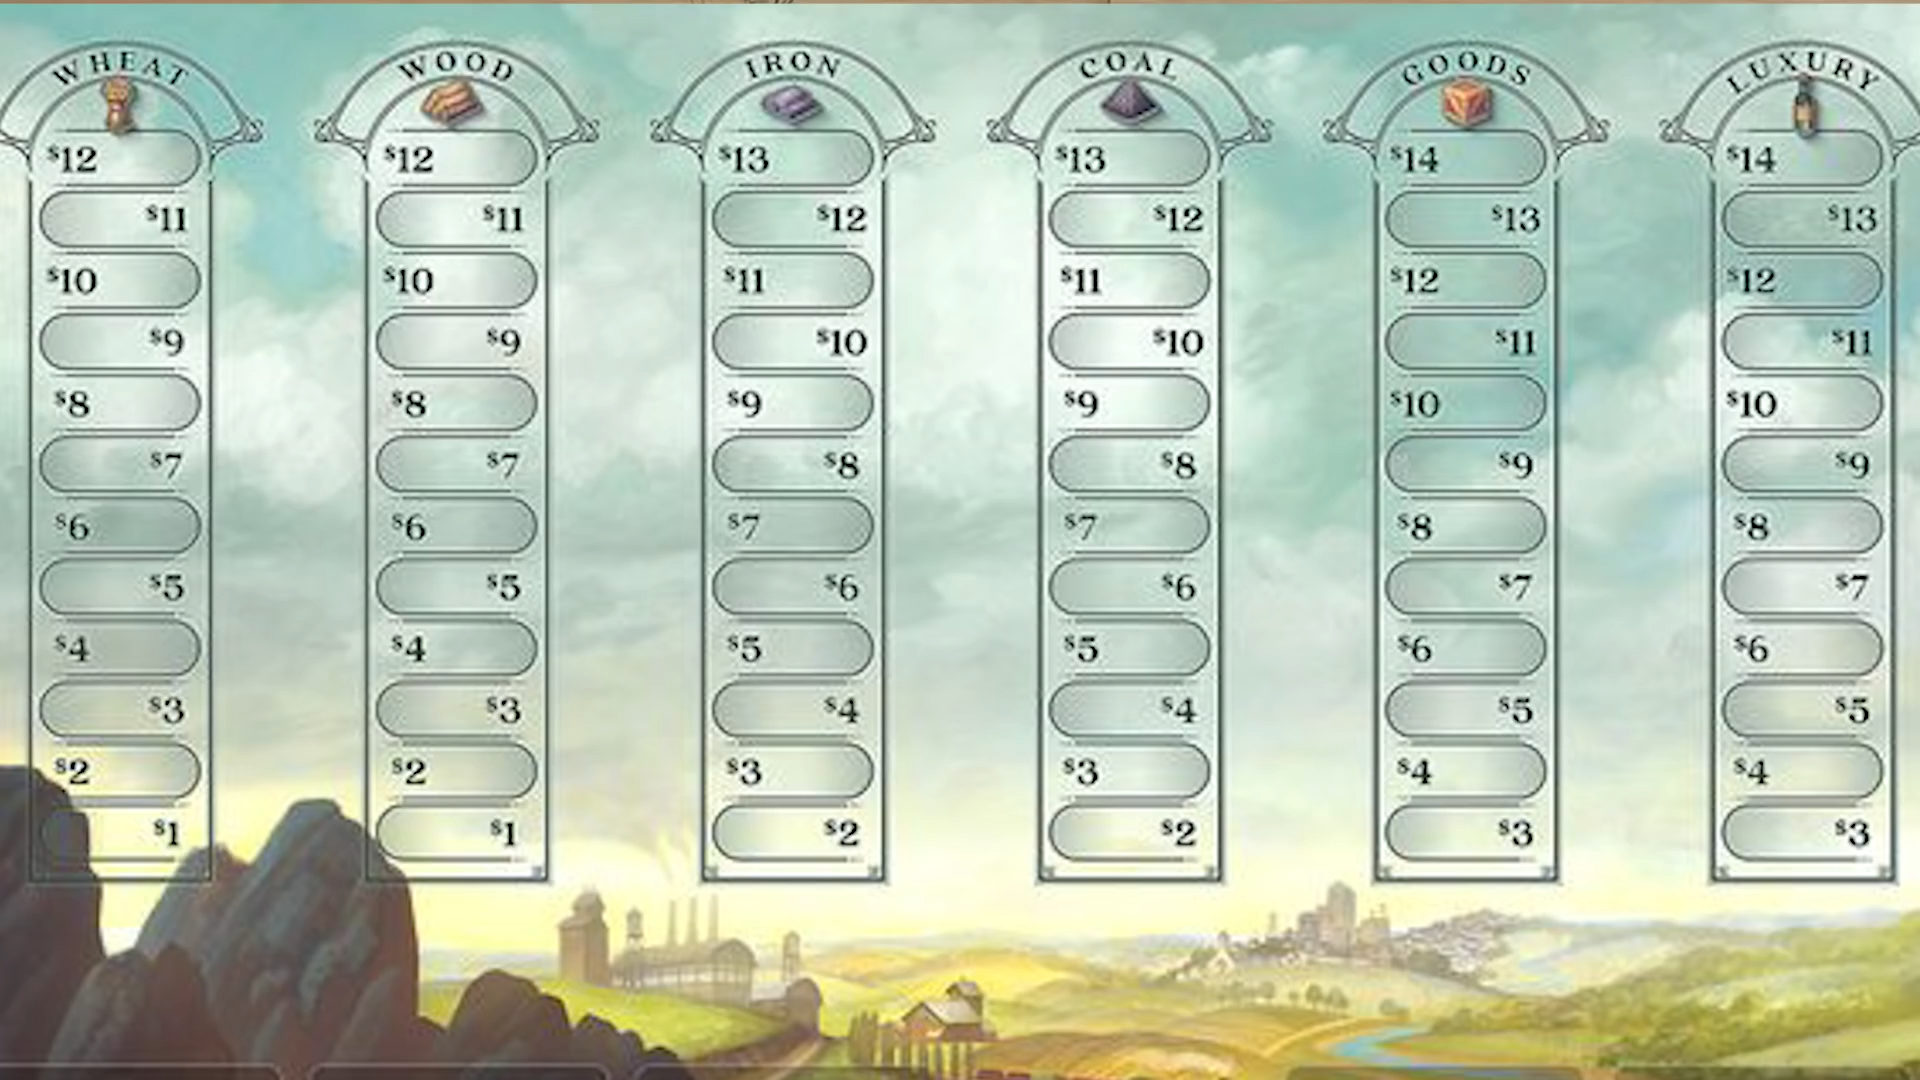 WHEAT WOOD IRON COAL GOODS LUXURY
$12 $12 $13 $13 $14 $14
$11 $11 $12 $12 $13 $13
$10 $10 $11 $11 $12 $12
$9 $9 $10 $10 $11 $11
$8 $8 $9 $9 $10 $10
$7 $7 $8 $8 $9 $9
$6 $6 $7 $7 $8 $8
$5 $5 $6 $6 $7 $7
$4 $4 $5 $5 $6 $6
$3 $3 $4 $4 $5 $5
$2 $2 $3 $3 $4 $4
$1 $1 $2 $2 $3 $3